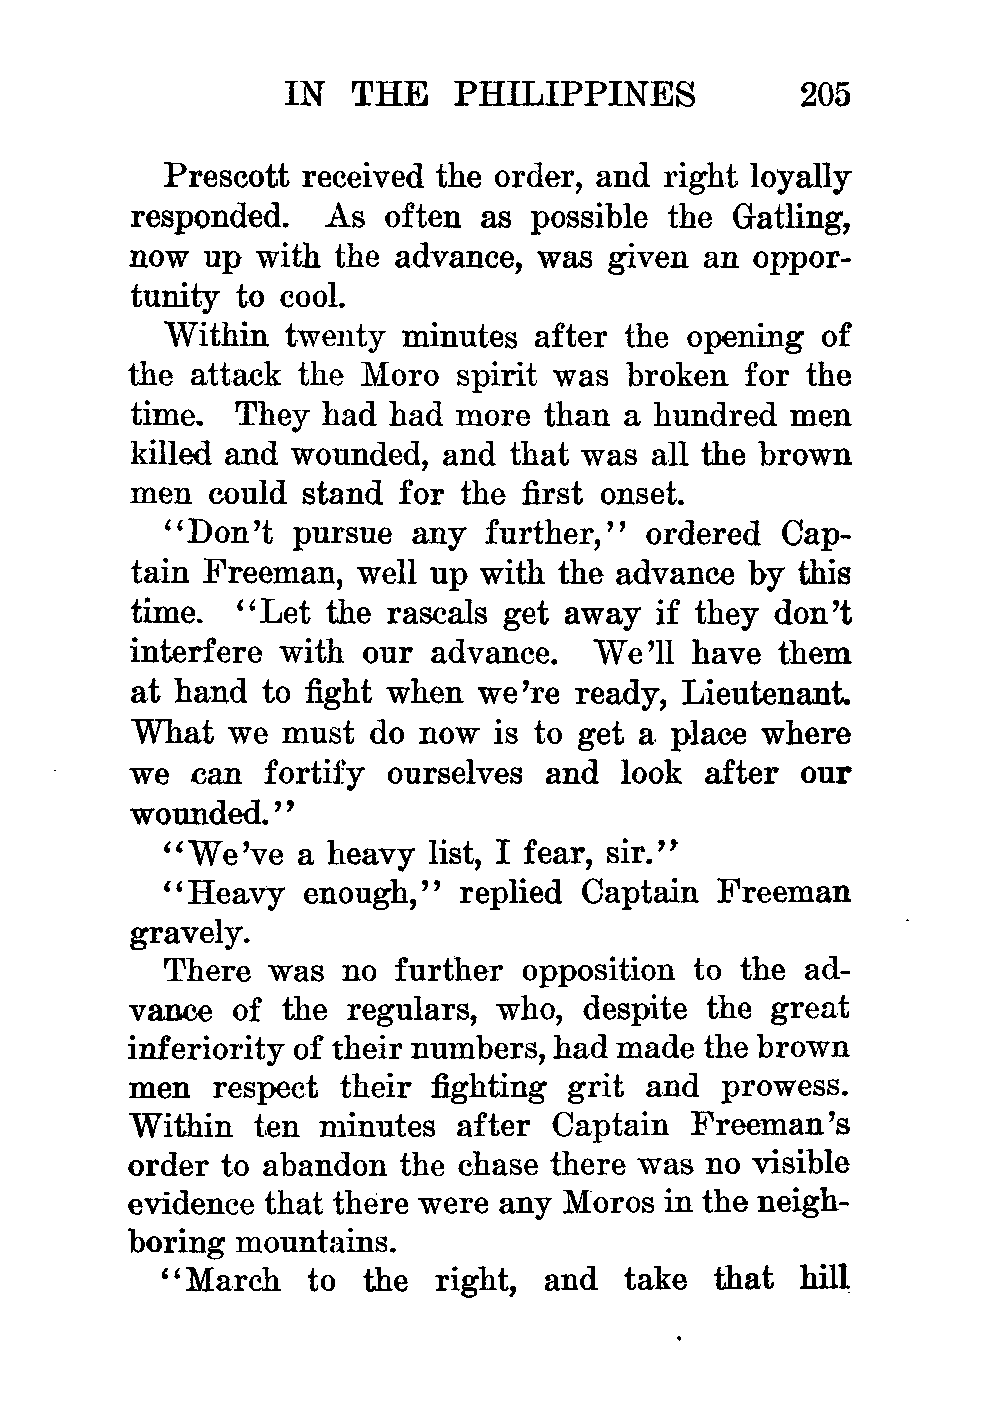 IN THE PHILIPPINES 205
Prescott received the order, and right loyally
responded. As often as possible the Gatling,
now up with the advance, was given an oppor-
tunity to cool.
Within twenty minutes after the opening of
the attack the Moro spirit was broken for the
time. They had had more than a hundred men
killed and wounded, and that was all the brown
men could stand for the first onset.
"Don't pursue any further," ordered Cap-
tain Freeman, well up with the advance by this
time. "Let the rascals get away if they don't
interfere with our advance. We'll have them
at hand to fight when we're ready, Lieutenant.
What we must do now is to get a place where
we can fortify ourselves and look after our
wounded."
"We've a heavy list, I fear, sir."
"Heavy enough," replied Captain Freeman
gravely.
There was no further opposition to the ad-
vance of the regulars, who, despite the great
inferiority of their numbers, had made the brown
men respect their fighting grit and prowess.
Within ten minutes after Captain Freeman's
order to abandon the chase there was no visible
evidence that there were any Moros in the neigh-
boring mountains.
"March to the right, and take that hill